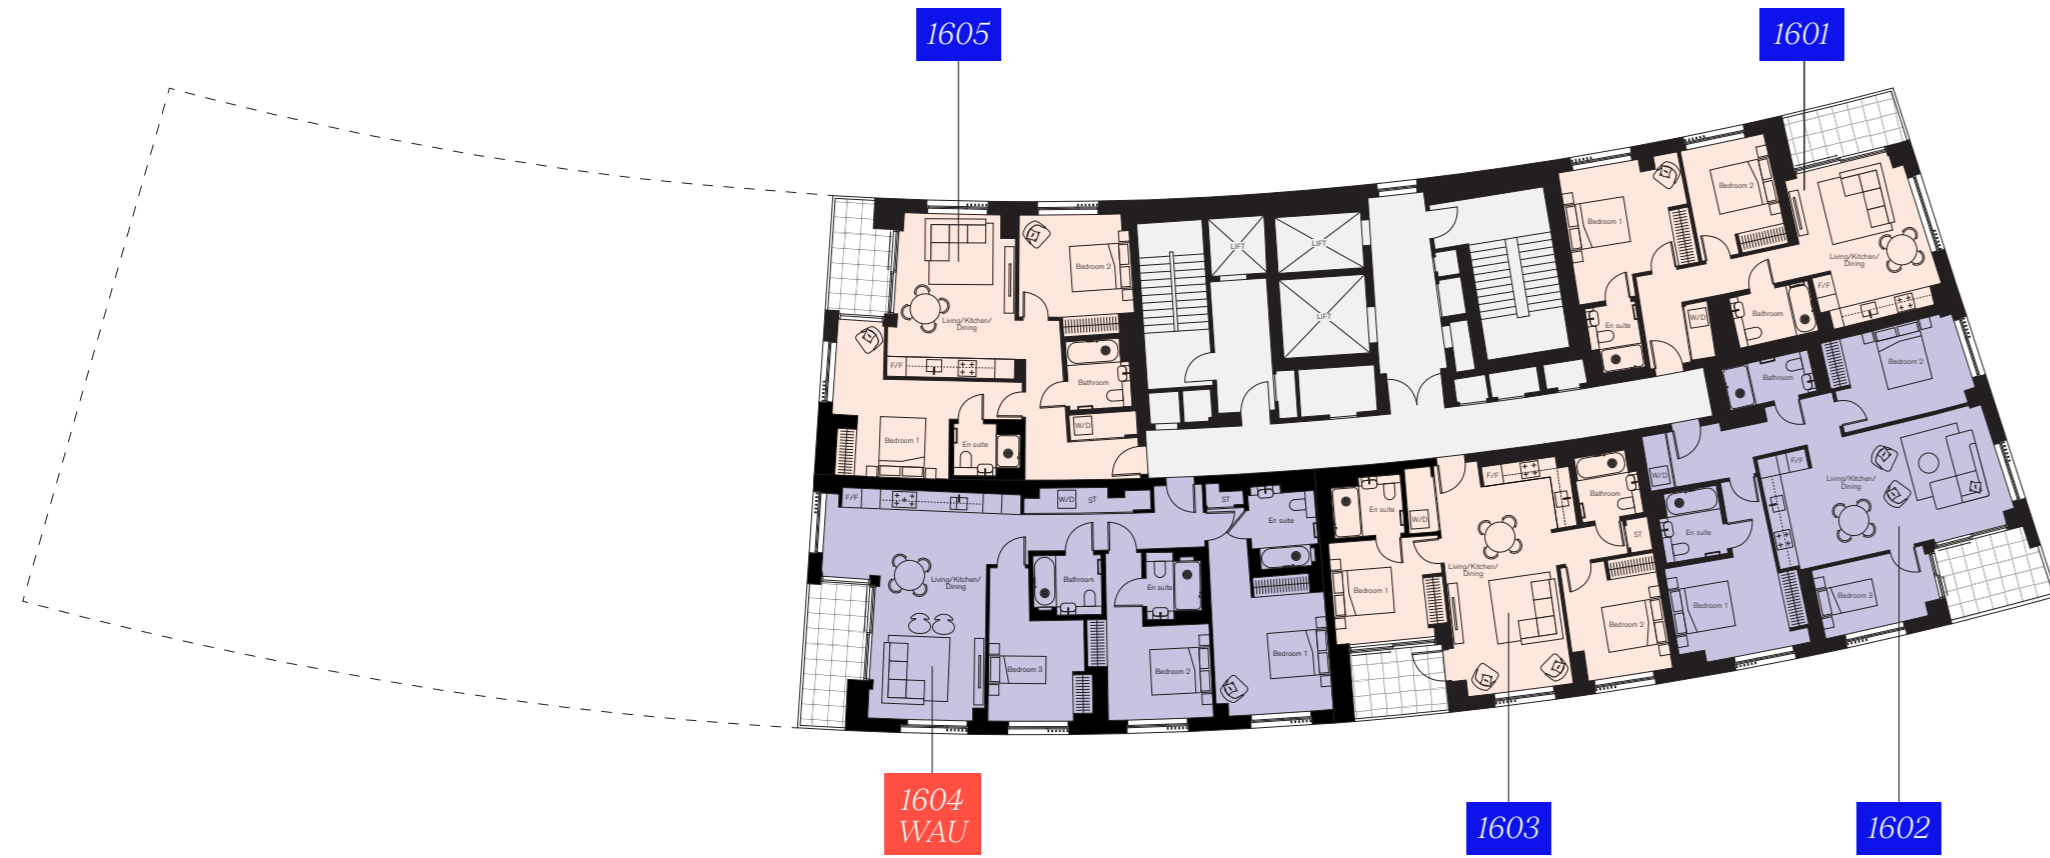 1605
1601
LIFT
LIFT
LIFT
Bedroom 2
Living/Kitchen/
Dining
F/F
Bathroom
W/D
Bedroom 1
En suite
Bedroom 1
Bedroom 2
Living/Kitchen/
Dining
F/F
En suite
W/D
Bathroom
Bathroom
Bedroom 2
F/F
Living/Kitchen/
Dining
W/D
En suite
Bedroom 1
Bedroom 3
F/F
W/D
ST
ST
En suite
Living/Kitchen/
Dining
Bathroom
En suite
Bedroom 3
Bedroom 2
Bedroom 1
En suite
W/D
F/F
Bathroom
ST
Living/Kitchen/
Dining
Bedroom 1
Bedroom 2
1604
WAU
1603
1602